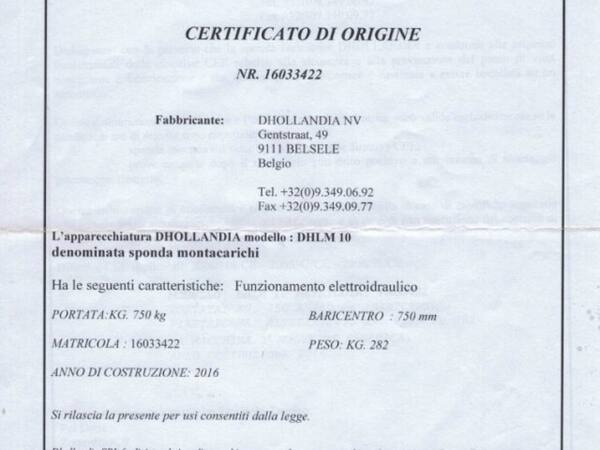 CERTIFICATO DI ORIGINE
NR. 16033422
Fabbricante: DHOLLANDIA NV
Gentstraat, 49
9111 BELSELE
Belgio
Tel. +32(0)9.349.06.92
Fax +32(0)9.349.09.77
L'apparecchiatura DHOLLANDIA modello : DHLM 10
denominata sponda montacarichi
Ha le seguenti caratteristiche: Funzionamento elettroidraulico
PORTATA:KG. 750 kg BARICENTRO : 750 mm
MATRICOLA : 16033422 PESO: KG. 282
ANNO DI COSTRUZIONE: 2016
Si rilascia la presente per usi consentiti dalla legge.